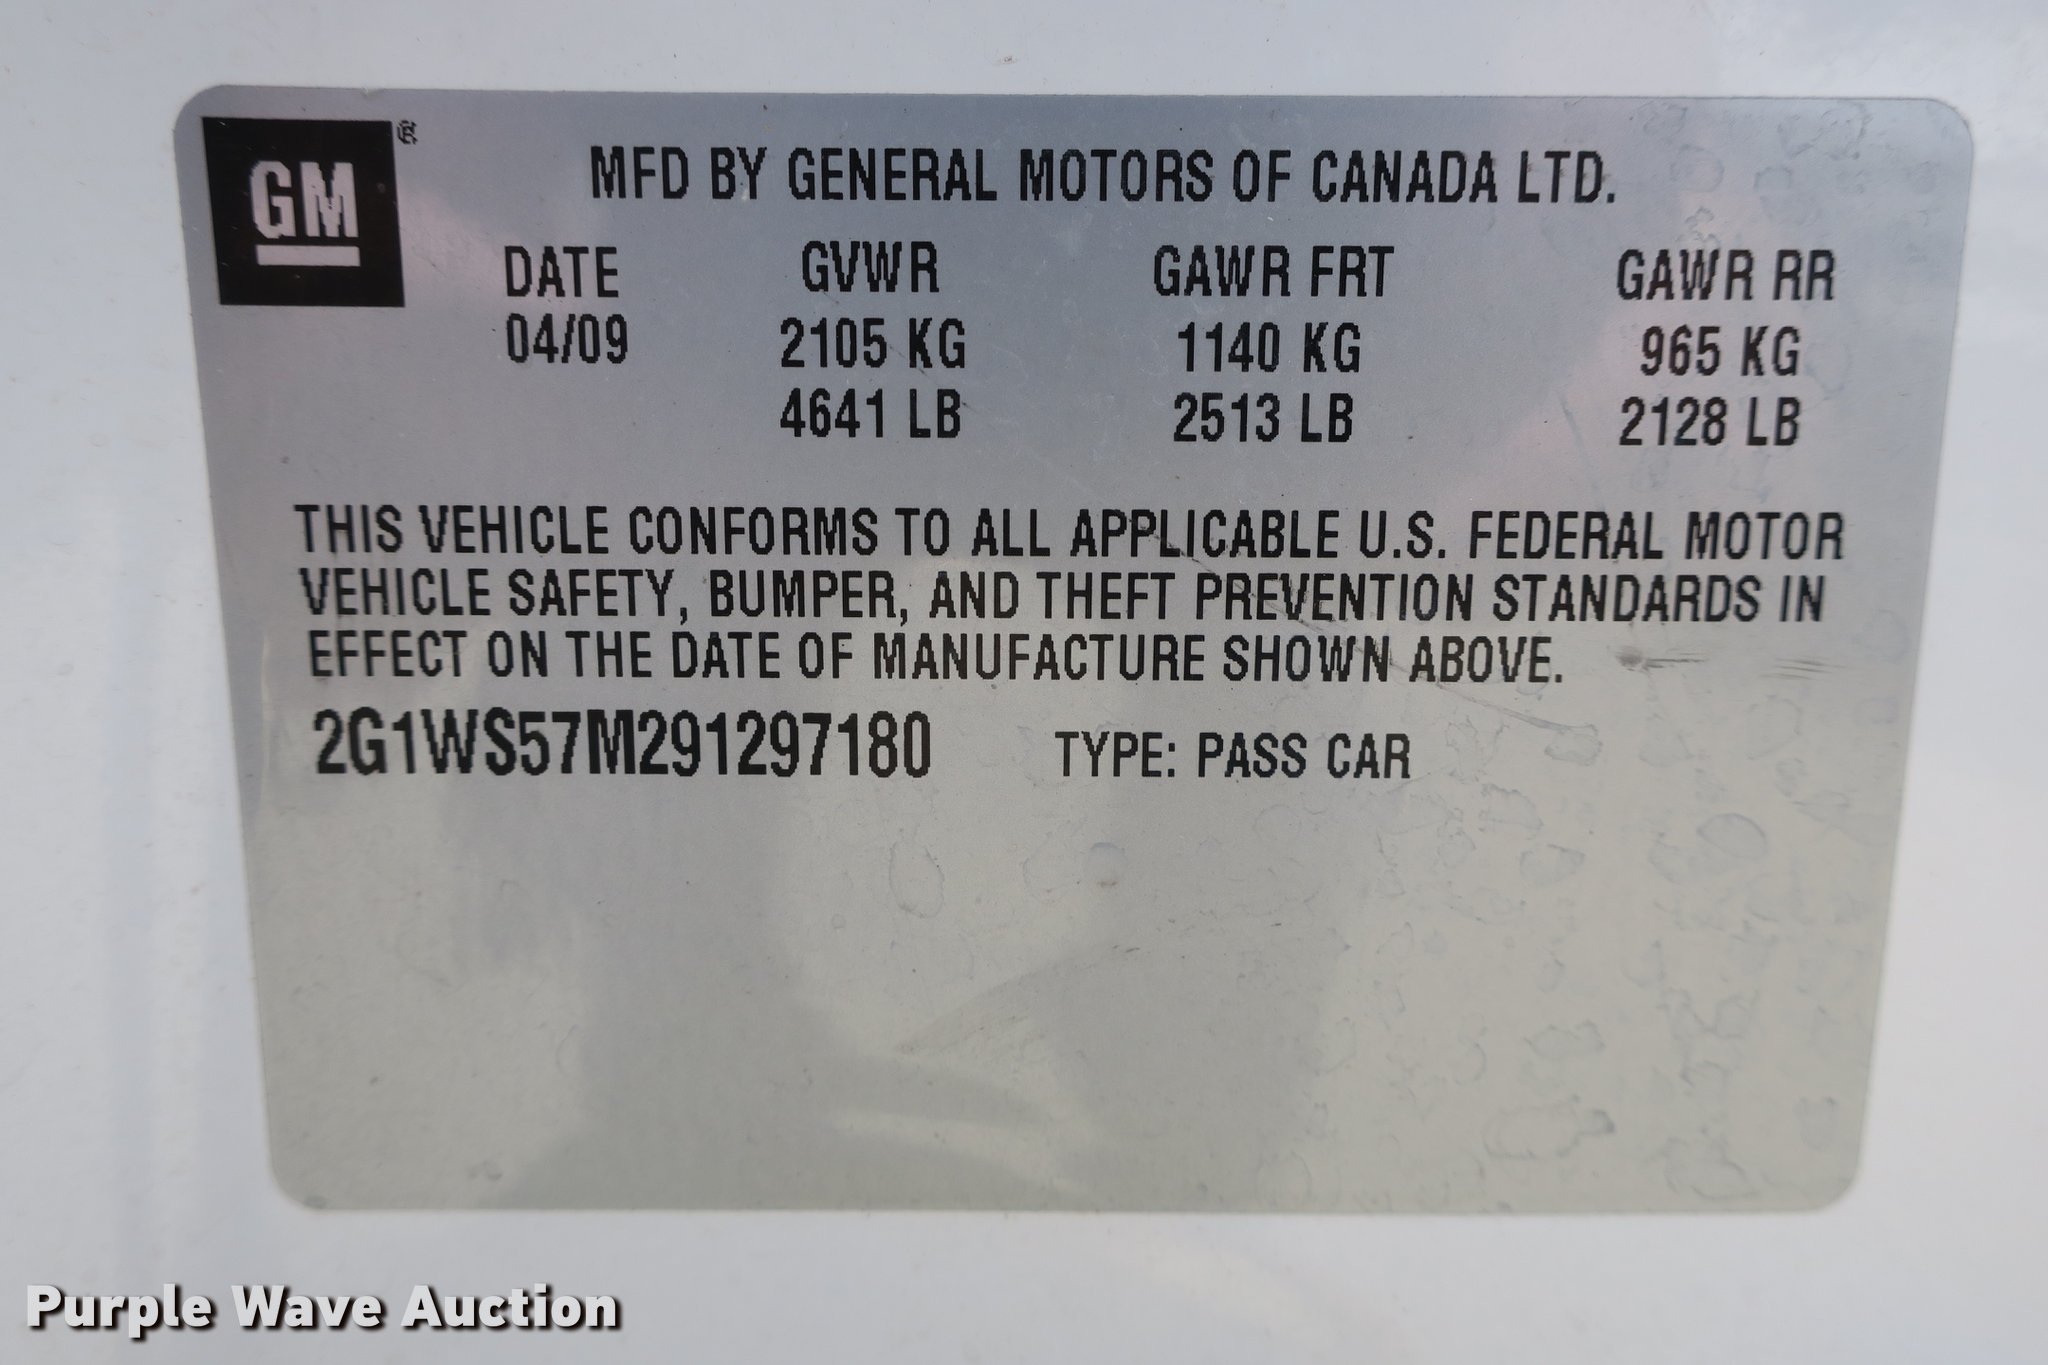 GM ®
MFD BY GENERAL MOTORS OF CANADA LTD.
DATE GVWR GAWR FRT GAWR RR
04/09 2105 KG 1140 KG 965 KG
4641 LB 2513 LB 2128 LB
THIS VEHICLE CONFORMS TO ALL APPLICABLE U.S. FEDERAL MOTOR
VEHICLE SAFETY, BUMPER, AND THEFT PREVENTION STANDARDS IN
EFFECT ON THE DATE OF MANUFACTURE SHOWN ABOVE.
2G1WS57M291297180 TYPE: PASS CAR
Purple Wave Auction